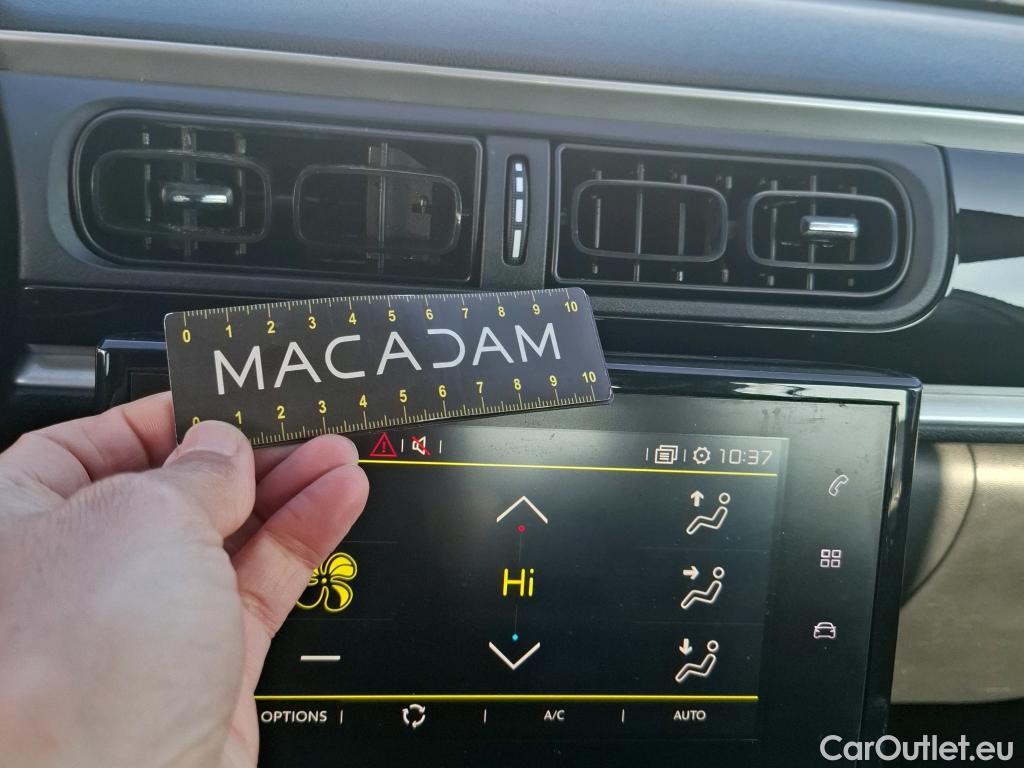 0 1 2 3 4 5 6 7 8 9 10
MACADAM
0 1 2 3 4 5 6 7 8 9 10
10:37
Hi
OPTIONS
A/C
AUTO
CarOutlet.eu